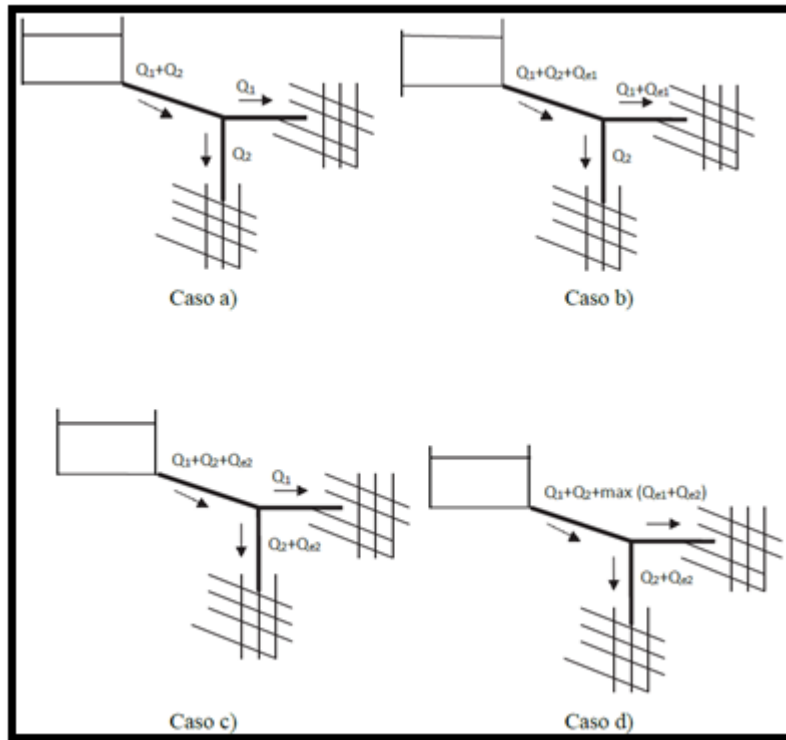 Q₁+Q₂
Q₁
Q₂
Caso a)
Q₁+Q₂+Qₑ₁
Q₁+Qₑ₁
Q₂
Caso b)
Q₁+Q₂+Qₑ₂
Q₁
Q₂+Qₑ₂
Caso c)
Q₁+Q₂+max (Qₑ₁+Qₑ₂)
Q₂+Qₑ₂
Caso d)